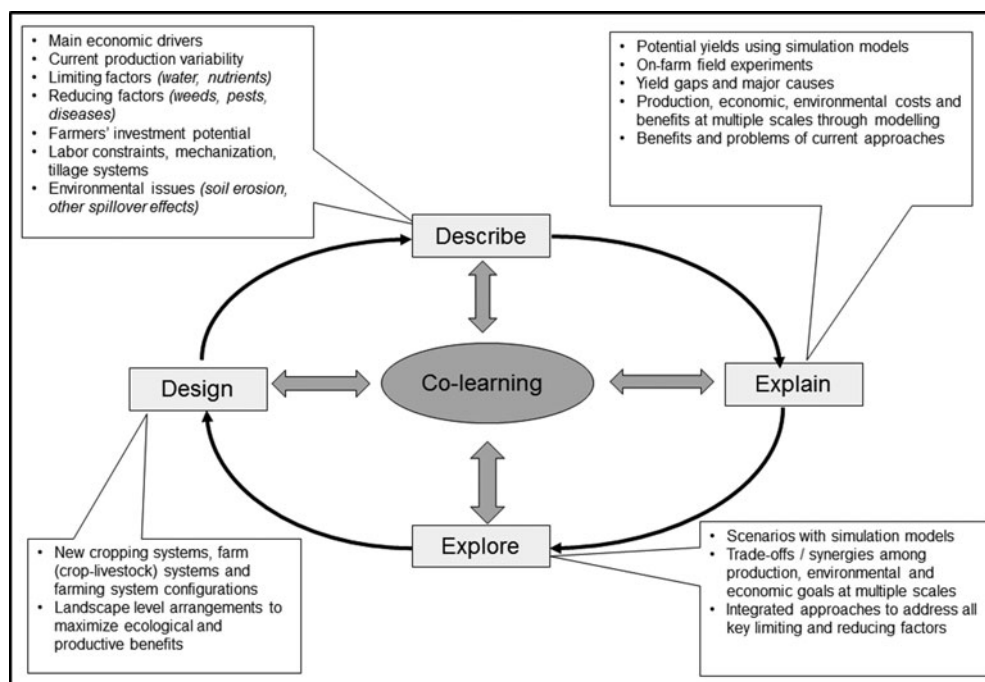 • Main economic drivers
• Current production variability
• Limiting factors (water, nutrients)
• Reducing factors (weeds, pests,
diseases)
• Farmers' investment potential
• Labor constraints, mechanization,
tillage systems
• Environmental issues (soil erosion,
other spillover effects)
• Potential yields using simulation models
• On-farm field experiments
• Yield gaps and major causes
• Production, economic, environmental costs and
benefits at multiple scales through modelling
• Benefits and problems of current approaches
Describe
Design
Co-learning
Explain
Explore
• New cropping systems, farm
(crop-livestock) systems and
farming system configurations
• Landscape level arrangements to
maximize ecological and
productive benefits
• Scenarios with simulation models
• Trade-offs / synergies among
production, environmental and
economic goals at multiple scales
• Integrated approaches to address all
key limiting and reducing factors